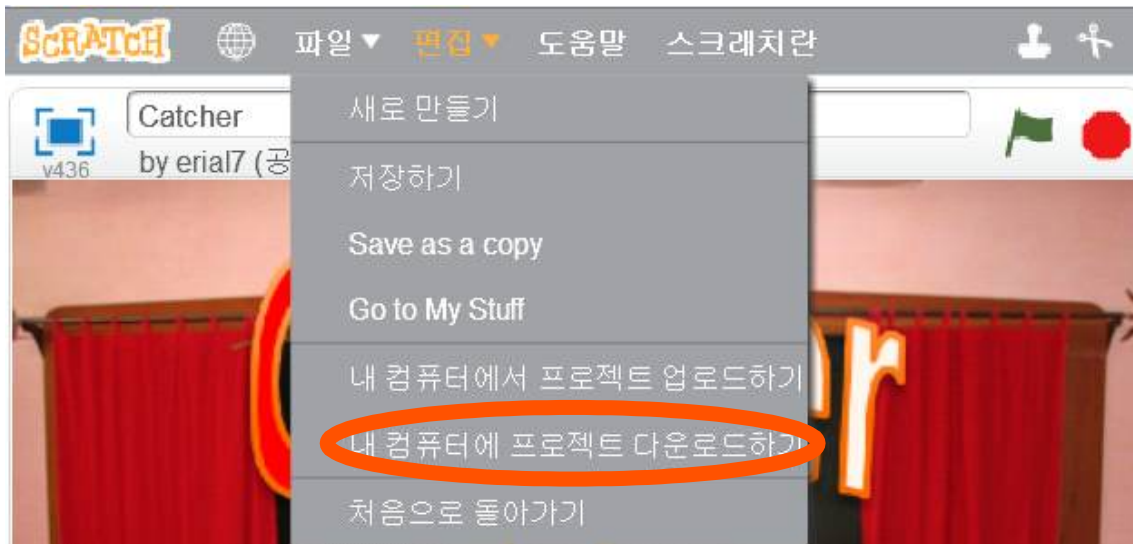 SCRATCH 파일▼ 편집▼ 도움말 스크래치란
Catcher
v436 by erial7 (공
새로 만들기
저장하기
Save as a copy
Go to My Stuff
내 컴퓨터에서 프로젝트 업로드하기
내 컴퓨터에 프로젝트 다운로드하기
처음으로 돌아가기
C r